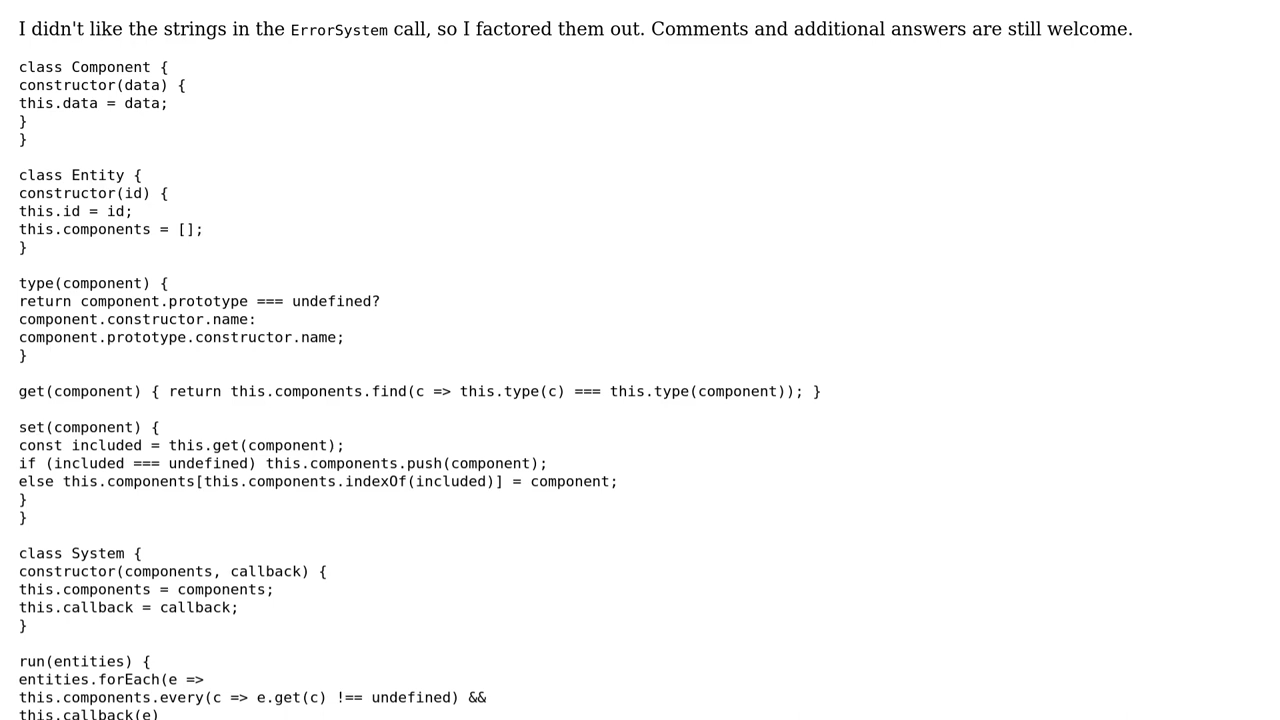 I didn't like the strings in the ErrorSystem call, so I factored them out. Comments and additional answers are still welcome.
class Component {
constructor(data) {
this.data = data;
}
}
class Entity {
constructor(id) {
this.id = id;
this.components = [];
}
type(component) {
return component.prototype === undefined?
component.constructor.name:
component.prototype.constructor.name;
}
get(component) { return this.components.find(c => this.type(c) === this.type(component)); }
set(component) {
const included = this.get(component);
if (included === undefined) this.components.push(component);
else this.components[this.components.indexOf(included)] = component;
}
}
class System {
constructor(components, callback) {
this.components = components;
this.callback = callback;
}
run(entities) {
entities.forEach(e =>
this.components.every(c => e.get(c) !== undefined) &&
this.callback(e)